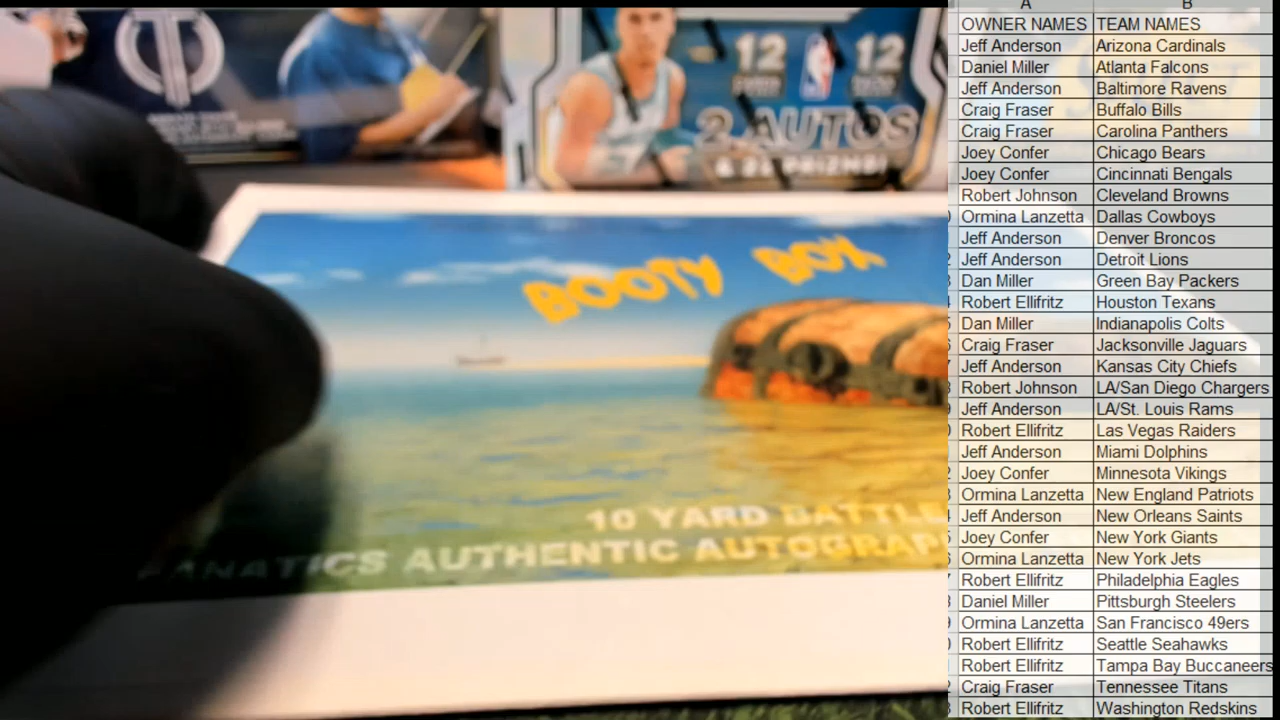 12 12
2 AUTOS
BOOTY BOX
10 YARD BATTLE
FANATICS AUTHENTIC AUTOGRAP
A B
OWNER NAMES TEAM NAMES
Jeff Anderson Arizona Cardinals
Daniel Miller Atlanta Falcons
Jeff Anderson Baltimore Ravens
Craig Fraser Buffalo Bills
Craig Fraser Carolina Panthers
Joey Confer Chicago Bears
Joey Confer Cincinnati Bengals
Robert Johnson Cleveland Browns
Ormina Lanzetta Dallas Cowboys
Jeff Anderson Denver Broncos
Jeff Anderson Detroit Lions
Dan Miller Green Bay Packers
Robert Ellifritz Houston Texans
Dan Miller Indianapolis Colts
Craig Fraser Jacksonville Jaguars
Jeff Anderson Kansas City Chiefs
Robert Johnson LA/San Diego Chargers
Jeff Anderson LA/St. Louis Rams
Robert Ellifritz Las Vegas Raiders
Jeff Anderson Miami Dolphins
Joey Confer Minnesota Vikings
Ormina Lanzetta New England Patriots
Jeff Anderson New Orleans Saints
Joey Confer New York Giants
Ormina Lanzetta New York Jets
Robert Ellifritz Philadelphia Eagles
Daniel Miller Pittsburgh Steelers
Ormina Lanzetta San Francisco 49ers
Robert Ellifritz Seattle Seahawks
Robert Ellifritz Tampa Bay Buccaneers
Craig Fraser Tennessee Titans
Robert Ellifritz Washington Redskins